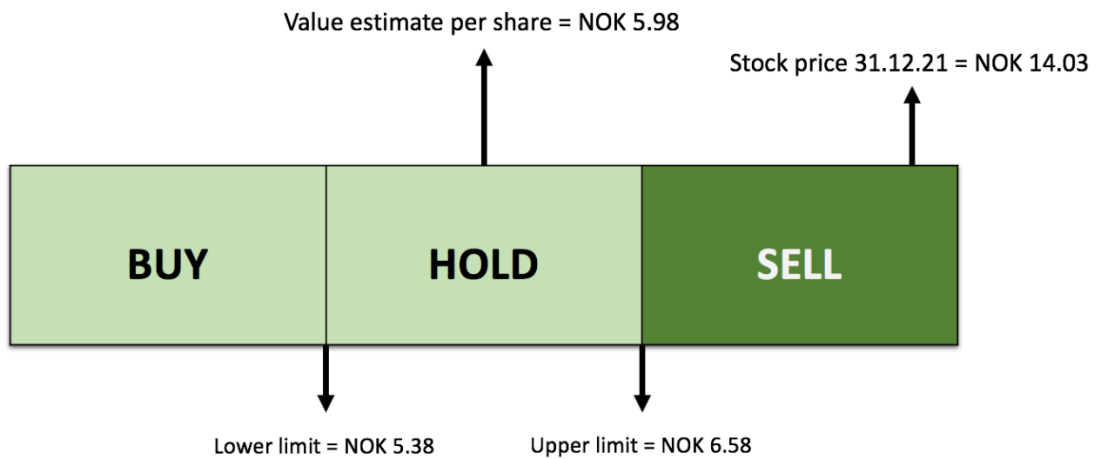 Value estimate per share = NOK 5.98
Stock price 31.12.21 = NOK 14.03
BUY
HOLD
SELL
Lower limit = NOK 5.38
Upper limit = NOK 6.58